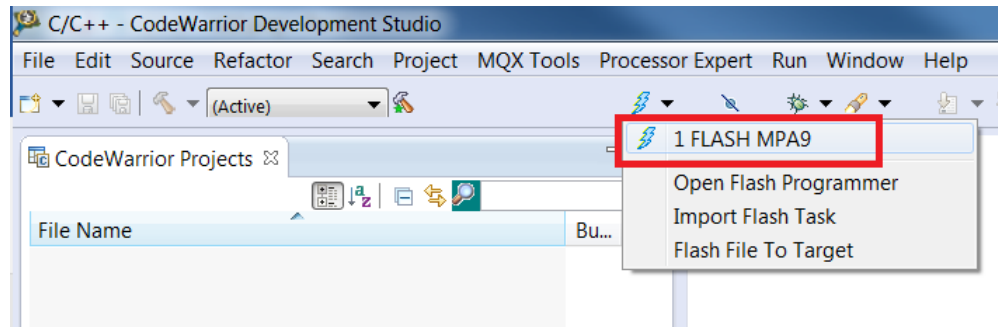 C/C++ - CodeWarrior Development Studio
File Edit Source Refactor Search Project MQX Tools Processor Expert Run Window Help
(Active)
1 FLASH MPA9
CodeWarrior Projects
Open Flash Programmer
a
z
Import Flash Task
File Name Bu...
Flash File To Target